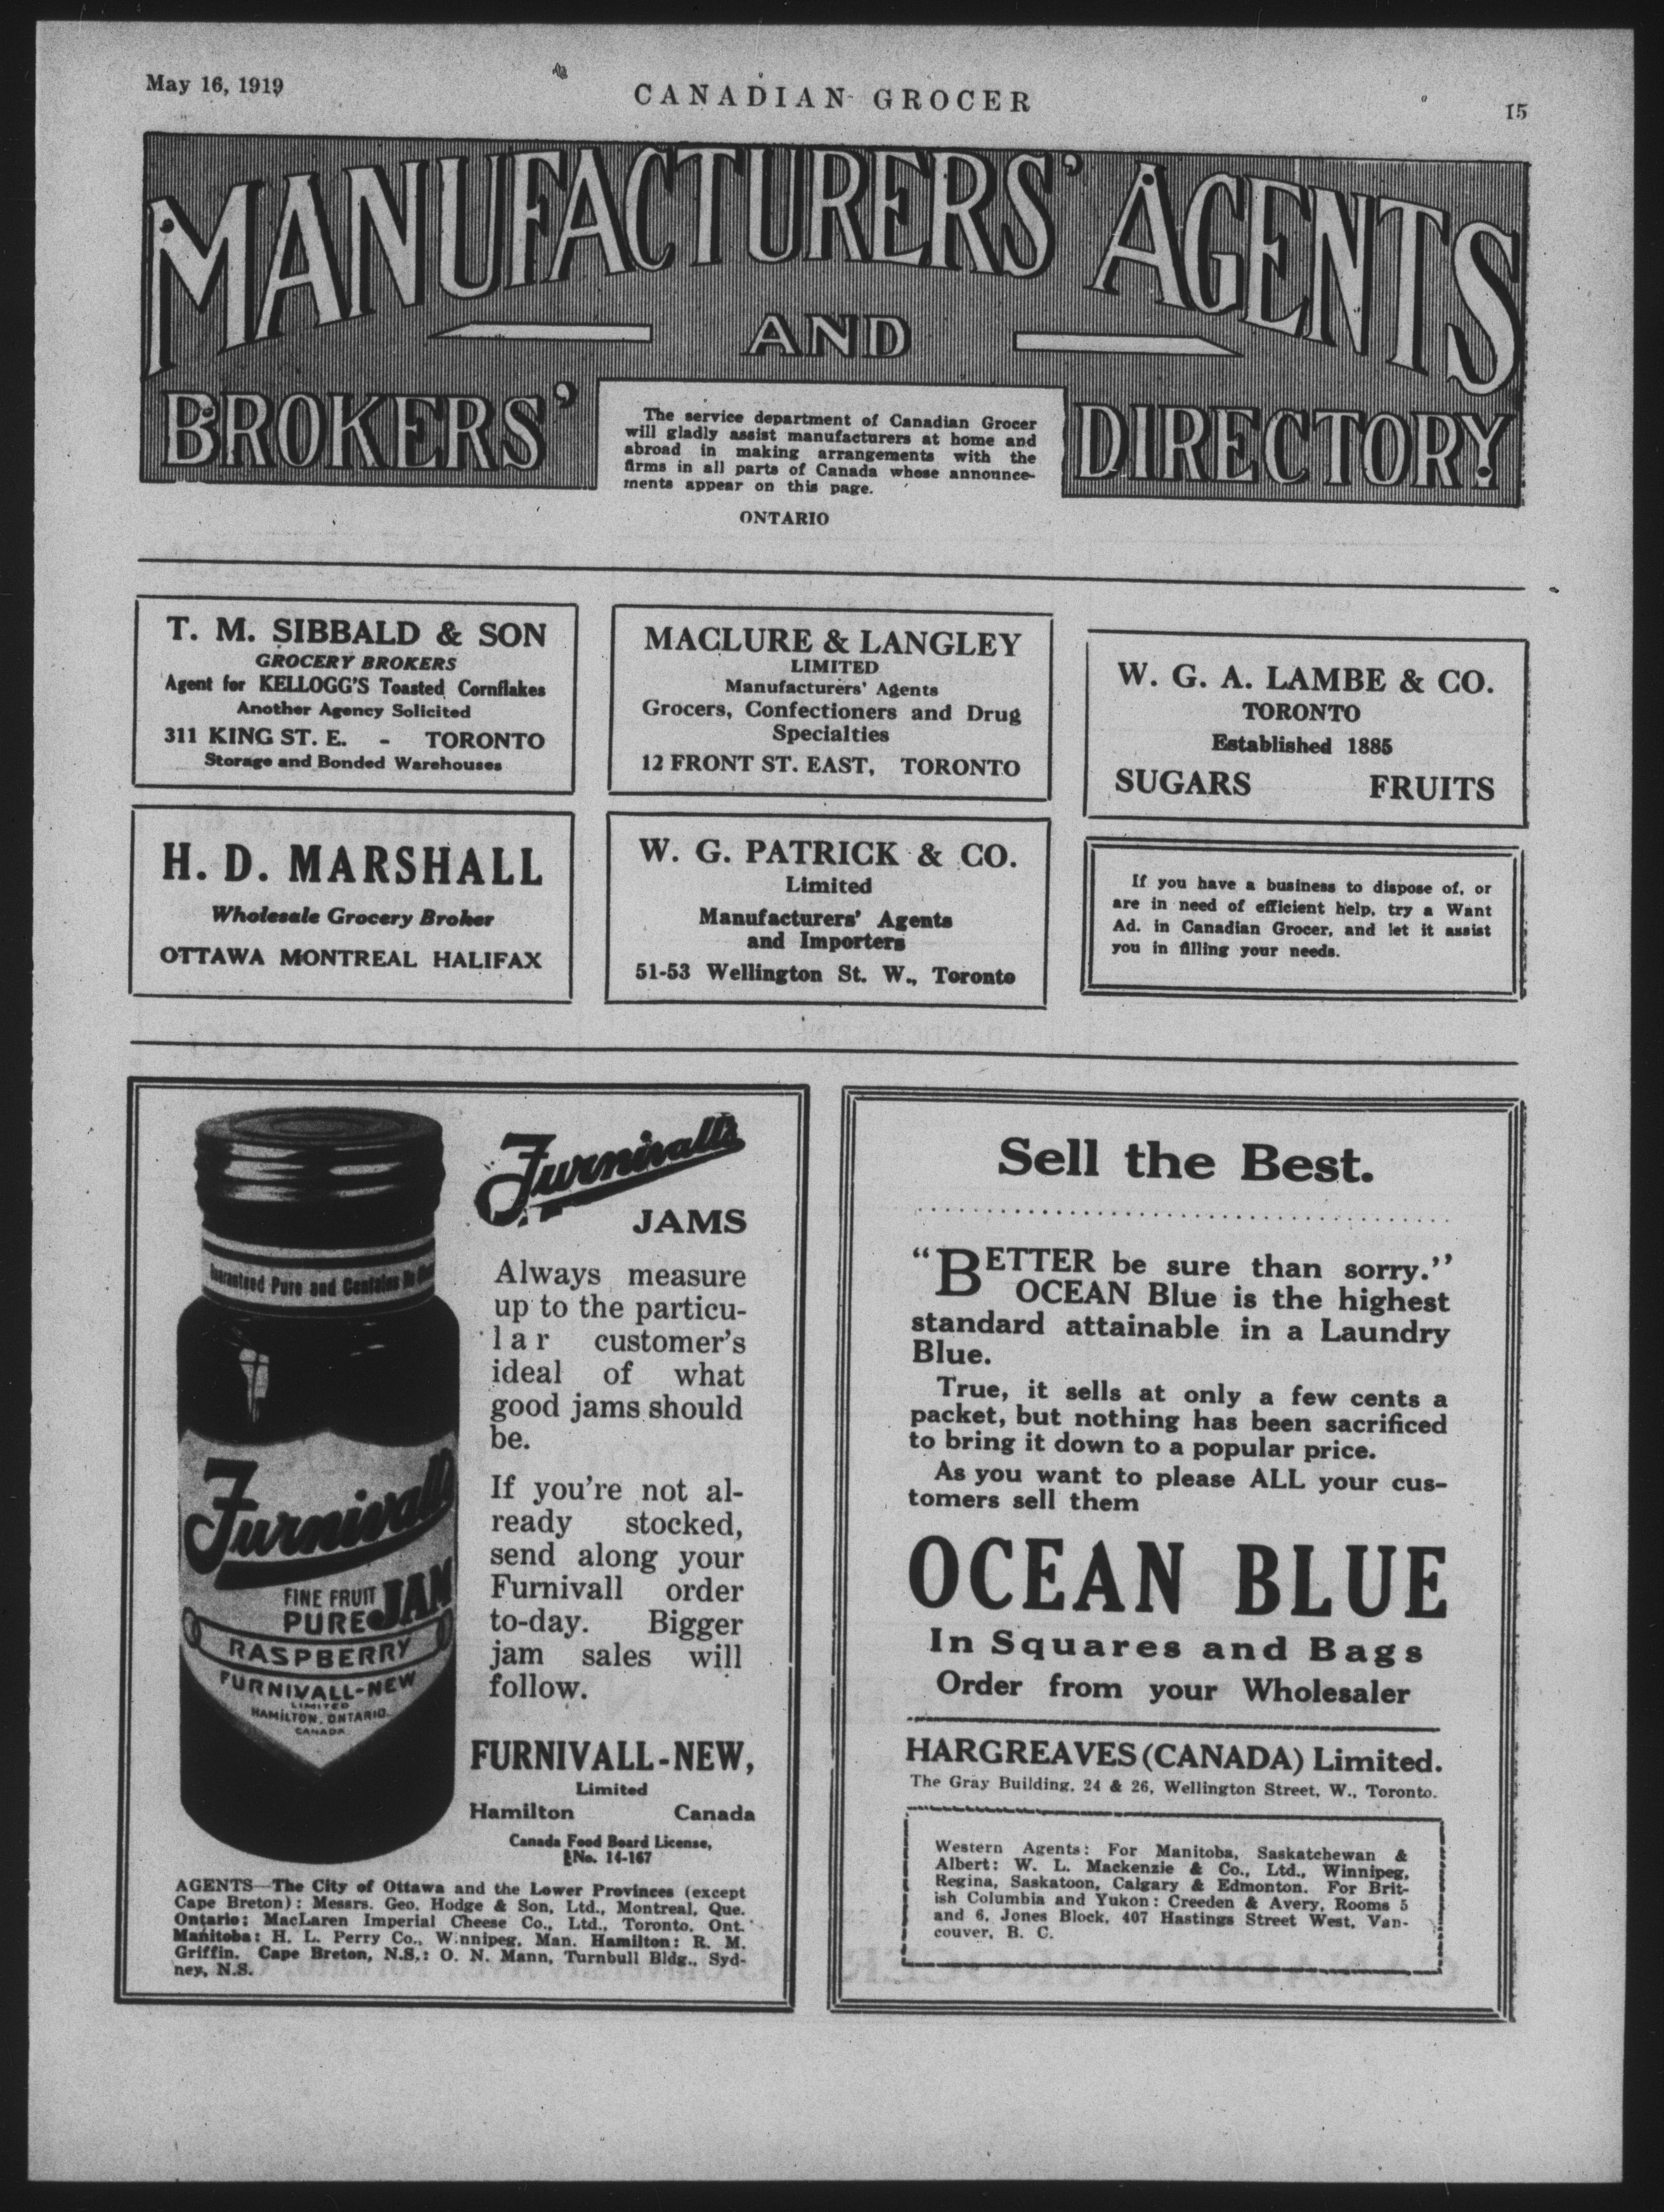 May 16, 1919
CANADIAN GROCER
15
MANUFACTURERS' AGENTS
AND
BROKERS' DIRECTORY
The service department of Canadian Grocer
will gladly assist manufacturers at home and
abroad in making arrangements with the
firms in all parts of Canada whose announce-
ments appear on this page.
ONTARIO
T. M. SIBBALD & SON
GROCERY BROKERS
Agent for KELLOGG'S Toasted Cornflakes
Another Agency Solicited
311 KING ST. E. - TORONTO
Storage and Bonded Warehouses
MACLURE & LANGLEY
LIMITED
Manufacturers' Agents
Grocers, Confectioners and Drug
Specialties
12 FRONT ST. EAST, TORONTO
W. G. A. LAMBE & CO.
TORONTO
Established 1885
SUGARS FRUITS
H. D. MARSHALL
Wholesale Grocery Broker
OTTAWA MONTREAL HALIFAX
W. G. PATRICK & CO.
Limited
Manufacturers' Agents
and Importers
51-53 Wellington St. W., Toronto
If you have a business to dispose of, or
are in need of efficient help, try a Want
Ad. in Canadian Grocer, and let it assist
you in filling your needs.
Guaranteed Pure and Contains No
Furnivall's
FINE FRUIT
PURE JAM
RASPBERRY
FURNIVALL-NEW
LIMITED
HAMILTON, ONTARIO.
CANADA
Furnivall's
JAMS
Always measure
up to the particu-
lar customer's
ideal of what
good jams should
be.
If you're not al-
ready stocked,
send along your
Furnivall order
to-day. Bigger
jam sales will
follow.
FURNIVALL-NEW,
Limited
Hamilton Canada
Canada Food Board License,
No. 14-167
AGENTS—The City of Ottawa and the Lower Provinces (except
Cape Breton): Messrs. Geo. Hodge & Son, Ltd., Montreal, Que.
Ontario: MacLaren Imperial Cheese Co., Ltd., Toronto, Ont.
Manitoba: H. L. Perry Co., Winnipeg, Man. Hamilton: R. M.
Griffin. Cape Breton, N.S.: O. N. Mann, Turnbull Bldg., Syd-
ney, N.S.
Sell the Best.
"BETTER be sure than sorry."
OCEAN Blue is the highest
standard attainable in a Laundry
Blue.
True, it sells at only a few cents a
packet, but nothing has been sacrificed
to bring it down to a popular price.
As you want to please ALL your cus-
tomers sell them
OCEAN BLUE
In Squares and Bags
Order from your Wholesaler
HARGREAVES (CANADA) Limited.
The Gray Building, 24 & 26, Wellington Street, W., Toronto.
Western Agents: For Manitoba, Saskatchewan &
Albert: W. L. Mackenzie & Co., Ltd., Winnipeg,
Regina, Saskatoon, Calgary & Edmonton. For Brit-
ish Columbia and Yukon: Creeden & Avery, Rooms 5
and 6, Jones Block, 407 Hastings Street West, Van-
couver, B. C.